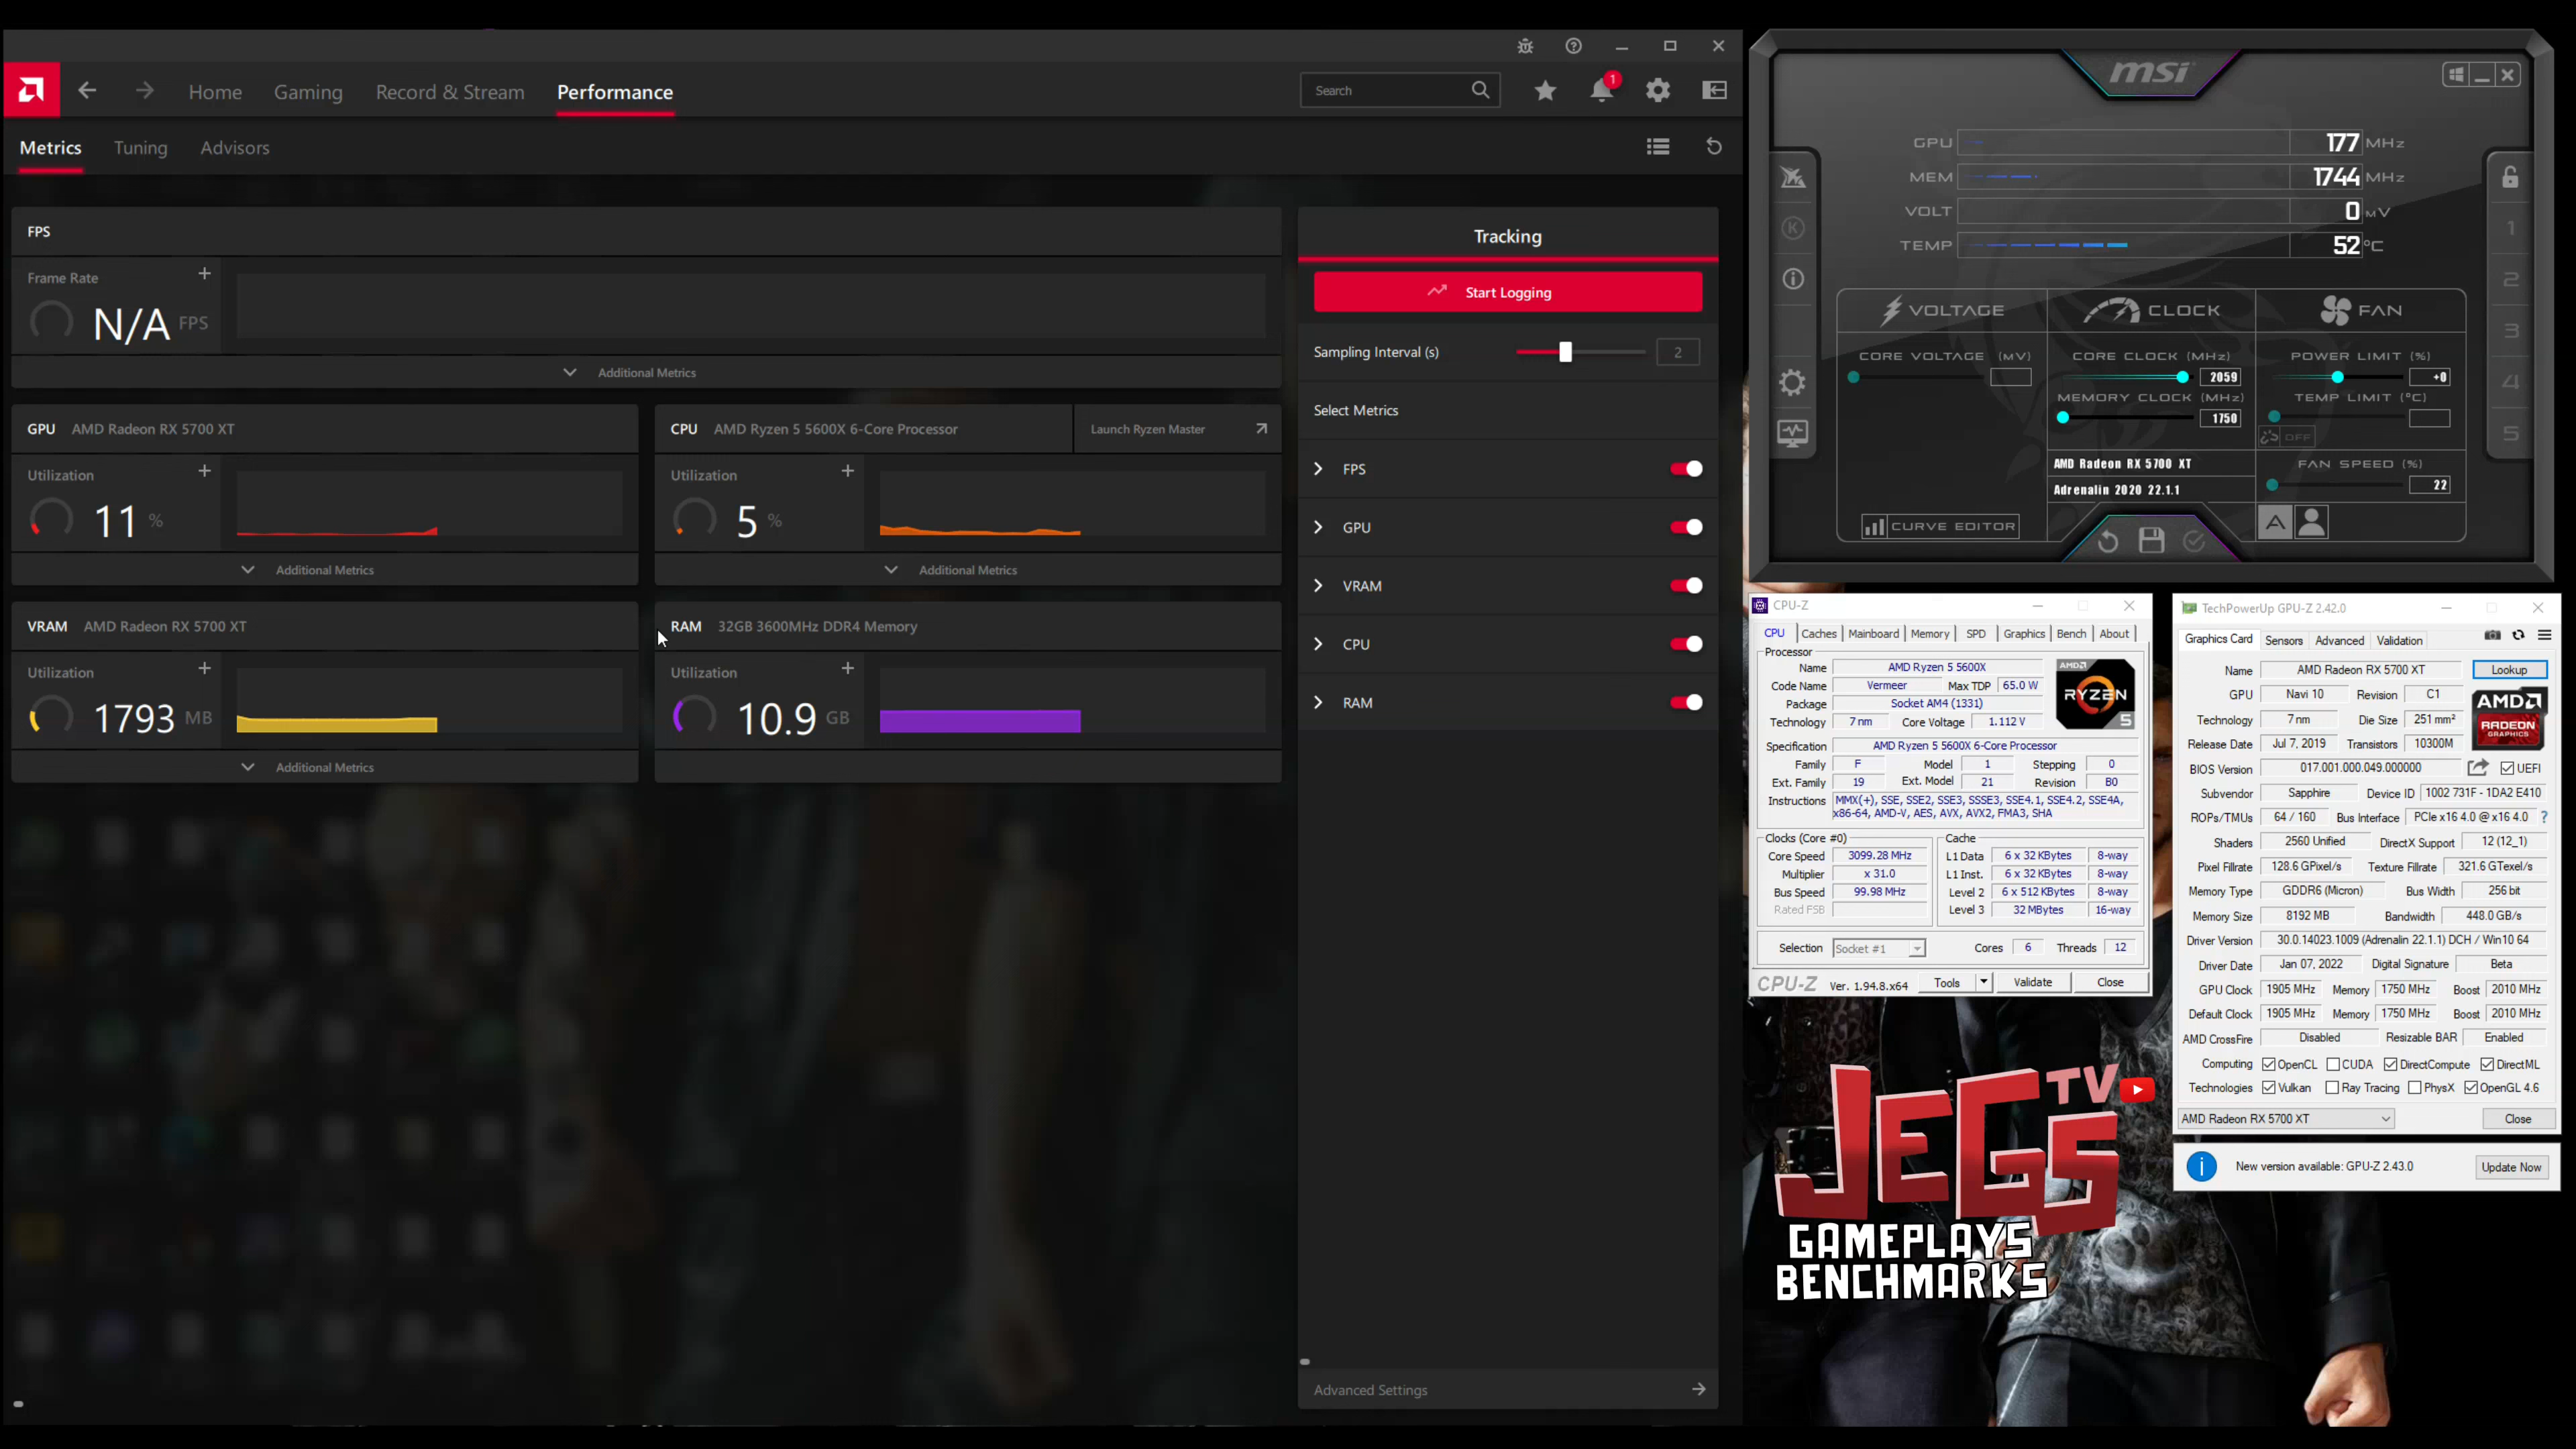 Home Gaming Record & Stream Performance
Search
1
Metrics Tuning Advisors
FPS
Frame Rate
N/A FPS
Additional Metrics
GPU AMD Radeon RX 5700 XT
Utilization
11 %
Additional Metrics
CPU AMD Ryzen 5 5600X 6-Core Processor
Launch Ryzen Master
Utilization
5 %
Additional Metrics
VRAM AMD Radeon RX 5700 XT
Utilization
1793 MB
Additional Metrics
RAM 32GB 3600MHz DDR4 Memory
Utilization
10.9 GB
Tracking
Start Logging
Sampling Interval (s) 2
Select Metrics
FPS
GPU
VRAM
CPU
RAM
Advanced Settings
msi
GPU 177 MHz
MEM 1744 MHz
VOLT 0 MV
TEMP 52 °C
K
1
2
3
4
5
VOLTAGE
CORE VOLTAGE (MV)
CURVE EDITOR
CLOCK
CORE CLOCK (MHz)
2059
MEMORY CLOCK (MHz)
1750
AMD Radeon RX 5700 XT
Adrenalin 2020 22.1.1
FAN
POWER LIMIT (%)
+0
TEMP LIMIT (°C)
OFF
FAN SPEED (%)
22
A
CPU-Z
CPU Caches Mainboard Memory SPD Graphics Bench About
Processor
Name AMD Ryzen 5 5600X
Code Name Vermeer Max TDP 65.0 W
Package Socket AM4 (1331)
Technology 7 nm Core Voltage 1.112 V
AMD
RYZEN
5
Specification AMD Ryzen 5 5600X 6-Core Processor
Family F Model 1 Stepping 0
Ext. Family 19 Ext. Model 21 Revision B0
Instructions MMX(+), SSE, SSE2, SSE3, SSSE3, SSE4.1, SSE4.2, SSE4A,
x86-64, AMD-V, AES, AVX, AVX2, FMA3, SHA
Clocks (Core #0)
Core Speed 3099.28 MHz
Multiplier x 31.0
Bus Speed 99.98 MHz
Rated FSB
Cache
L1 Data 6 x 32 KBytes 8-way
L1 Inst. 6 x 32 KBytes 8-way
Level 2 6 x 512 KBytes 8-way
Level 3 32 MBytes 16-way
Selection Socket #1 Cores 6 Threads 12
CPU-Z Ver. 1.94.8.x64 Tools Validate Close
TechPowerUp GPU-Z 2.42.0
Graphics Card Sensors Advanced Validation
Name AMD Radeon RX 5700 XT Lookup
GPU Navi 10 Revision C1
Technology 7 nm Die Size 251 mm²
Release Date Jul 7, 2019 Transistors 10300M
AMD
RADEON
GRAPHICS
BIOS Version 017.001.000.049.000000 UEFI
Subvendor Sapphire Device ID 1002 731F - 1DA2 E410
ROPs/TMUs 64 / 160 Bus Interface PCIe x16 4.0 @ x16 4.0 ?
Shaders 2560 Unified DirectX Support 12 (12_1)
Pixel Fillrate 128.6 GPixel/s Texture Fillrate 321.6 GTexel/s
Memory Type GDDR6 (Micron) Bus Width 256 bit
Memory Size 8192 MB Bandwidth 448.0 GB/s
Driver Version 30.0.14023.1009 (Adrenalin 22.1.1) DCH / Win10 64
Driver Date Jan 07, 2022 Digital Signature Beta
GPU Clock 1905 MHz Memory 1750 MHz Boost 2010 MHz
Default Clock 1905 MHz Memory 1750 MHz Boost 2010 MHz
AMD CrossFire Disabled Resizable BAR Enabled
Computing OpenCL CUDA DirectCompute DirectML
Technologies Vulkan Ray Tracing PhysX OpenGL 4.6
AMD Radeon RX 5700 XT Close
New version available: GPU-Z 2.43.0 Update Now
JEGS TV
GAMEPLAYS
BENCHMARKS